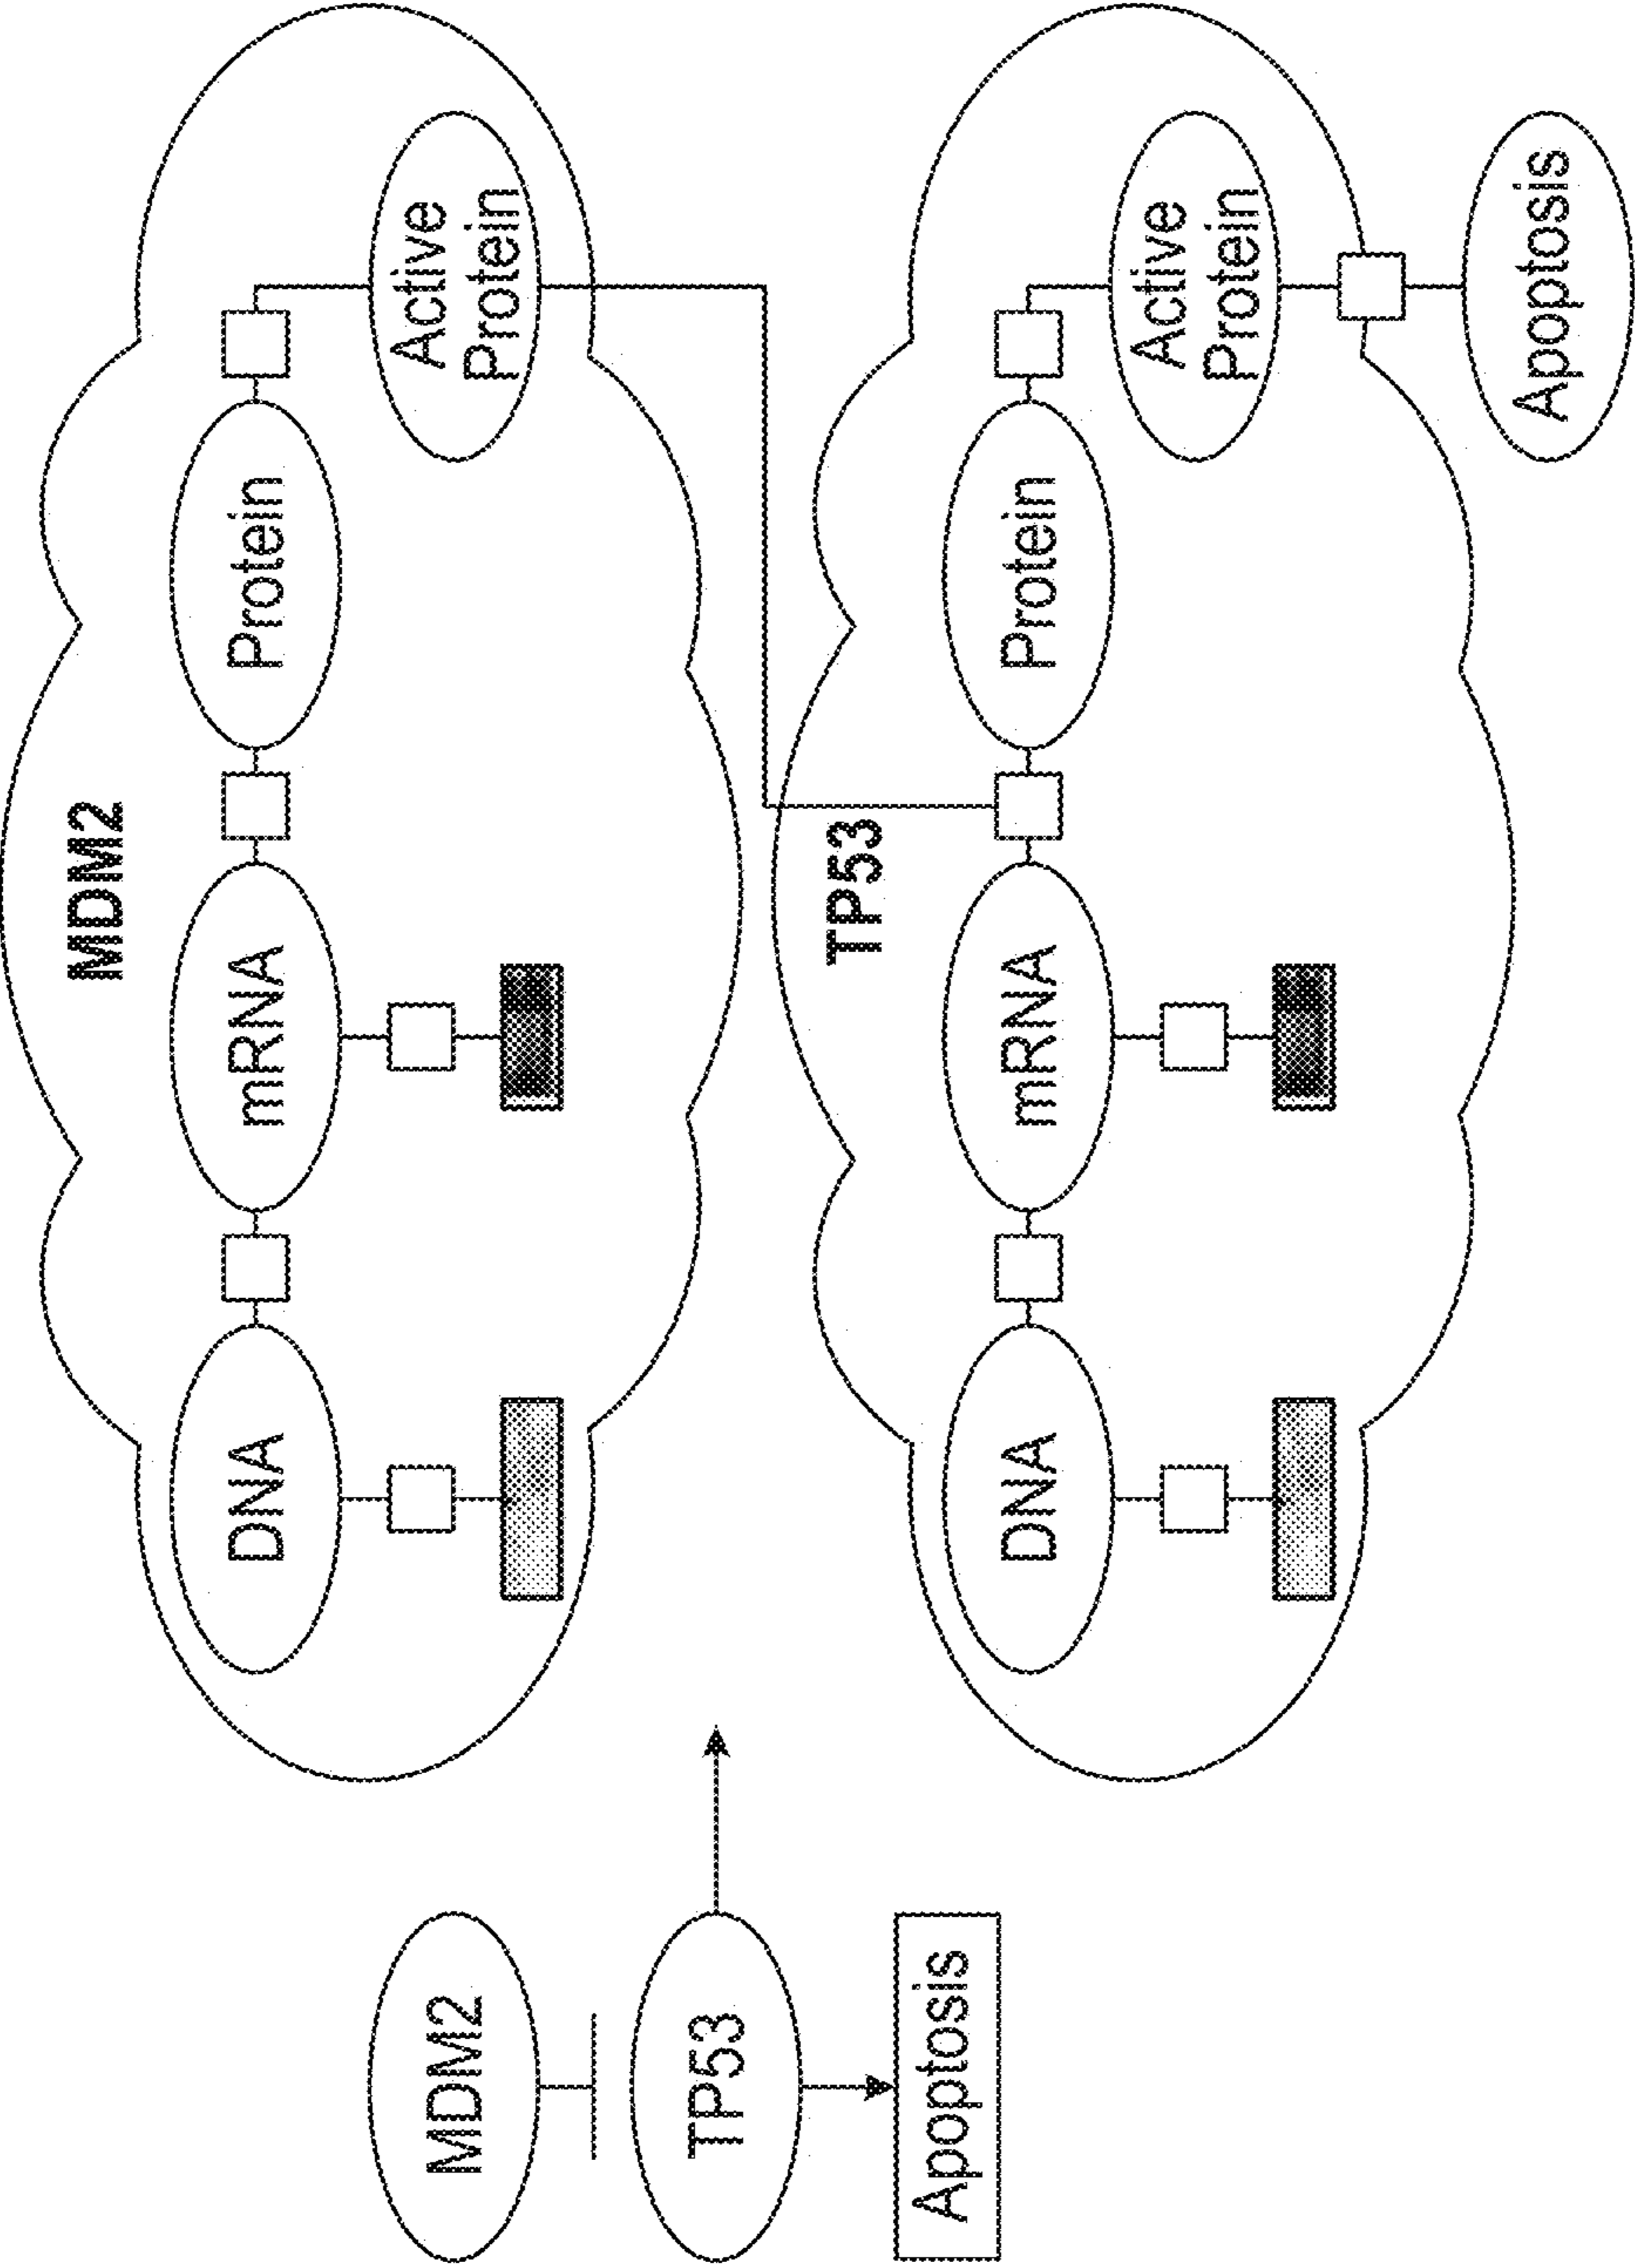 MDM2
TP53
Apoptosis
MDM2
DNA
mRNA
Protein
Active
Protein
TP53
DNA
mRNA
Protein
Active
Protein
Apoptosis